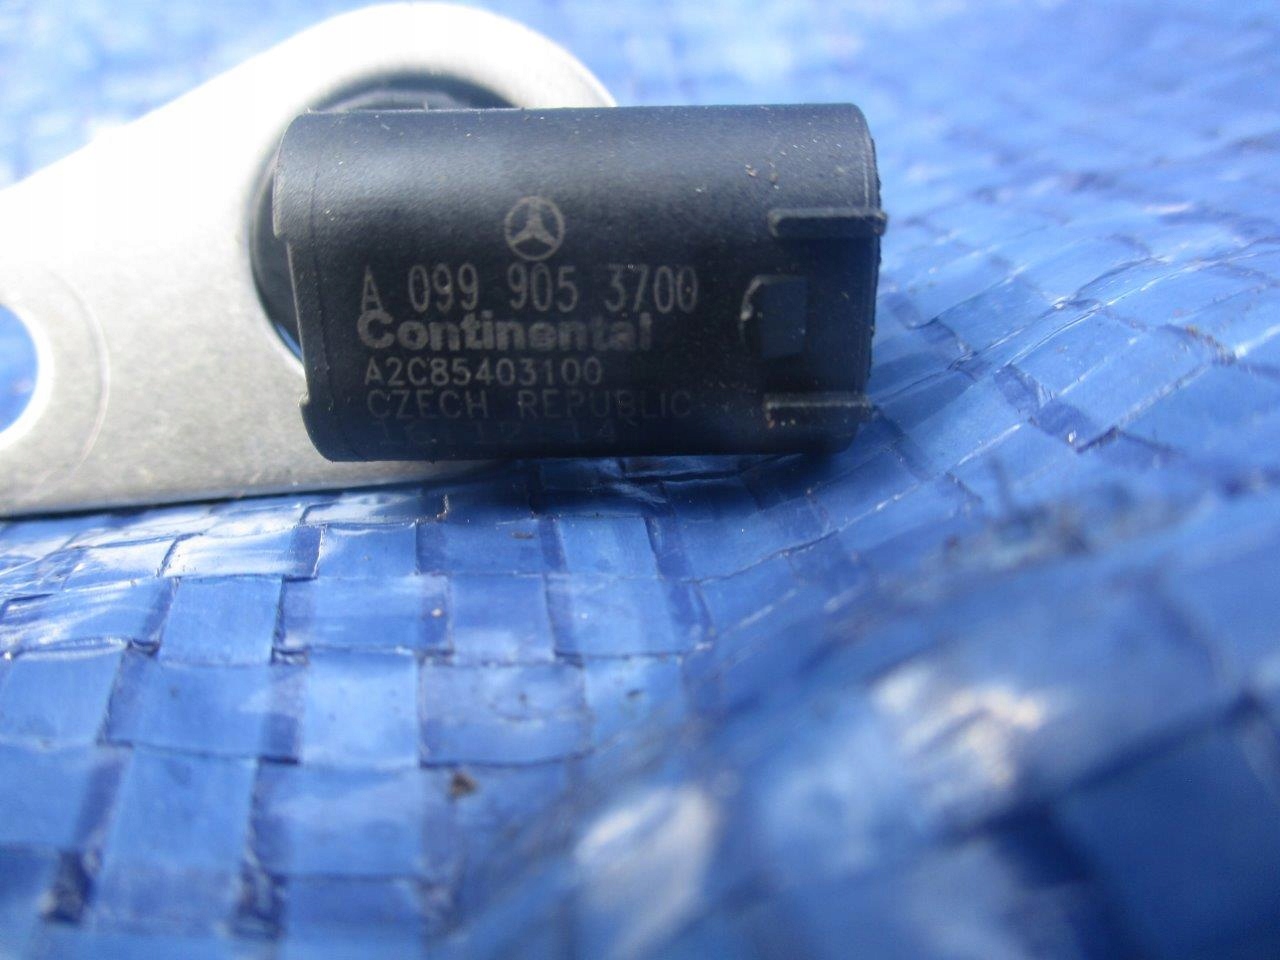 A 099 905 3700
Continental
A2C85403100
CZECH REPUBLIC